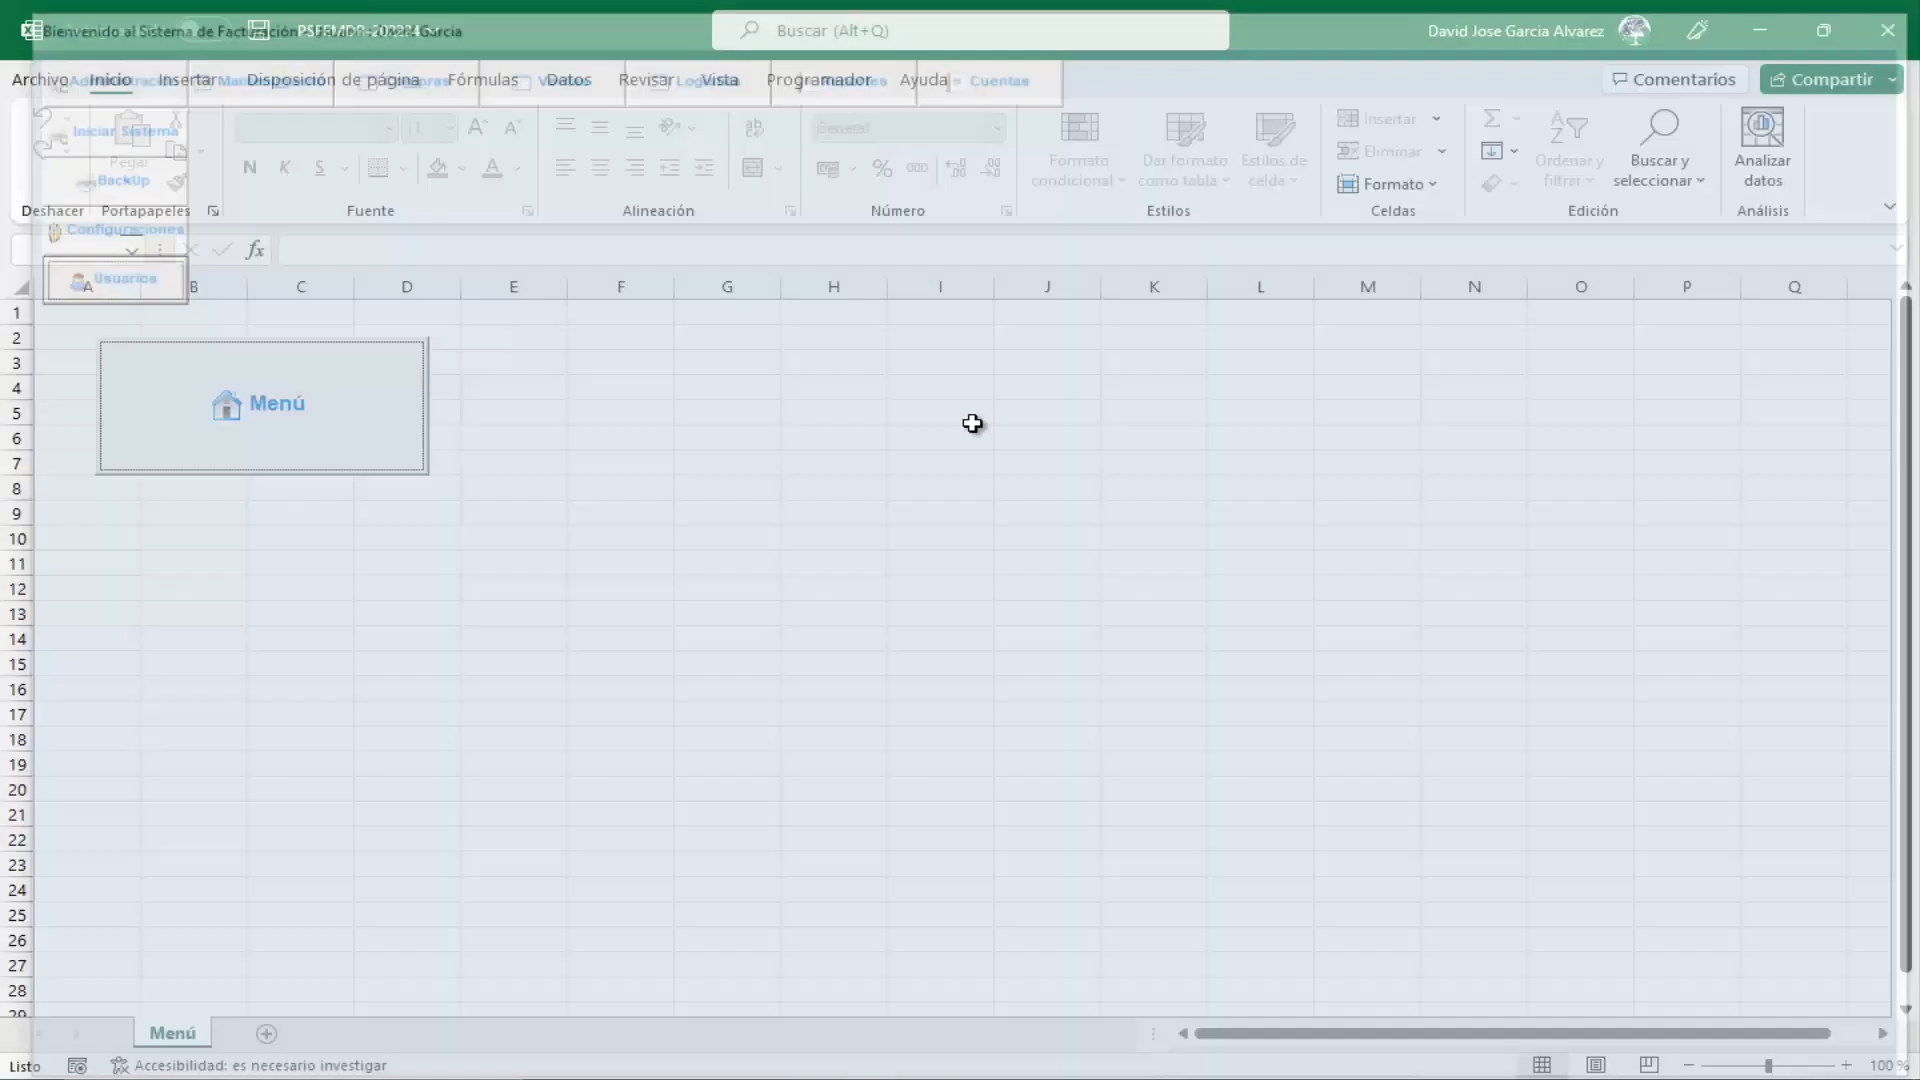 Bienvenido al Sistema de Facturación
Garcia
Buscar (Alt+Q)
David Jose Garcia Alvarez
Archivo Inicio Insertar Disposición de página Fórmulas Datos Revisar Vista Programador Ayuda
Cuentas
Comentarios
Compartir
Iniciar Sistema
Pegar
BackUp
Configuraciones
Usuarios
Deshacer
Portapapeles
N K S
Fuente
Alineación
General
Número
Formato condicional
Dar formato como tabla
Estilos de celda
Estilos
Insertar
Eliminar
Formato
Celdas
Ordenar y filtrar
Buscar y seleccionar
Edición
Analizar datos
Análisis
fx
A B C D E F G H I J K L M N O P Q
1
2
3
4
5
6
7
8
9
10
11
12
13
14
15
16
17
18
19
20
21
22
23
24
25
26
27
28
29
Menú
Menú
Listo
Accesibilidad: es necesario investigar
100 %